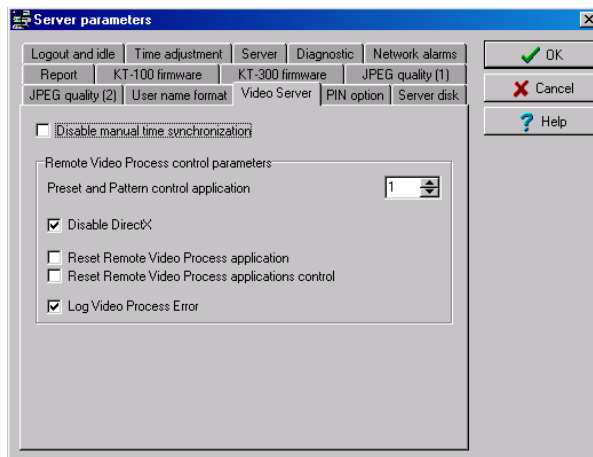 Server parameters
Logout and idle Time adjustment Server Diagnostic Network alarms
Report KT-100 firmware KT-300 firmware JPEG quality (1)
JPEG quality (2) User name format Video Server PIN option Server disk
OK
Cancel
Help
Disable manual time synchronization
Remote Video Process control parameters
Preset and Pattern control application 1
Disable DirectX
Reset Remote Video Process application
Reset Remote Video Process applications control
Log Video Process Error